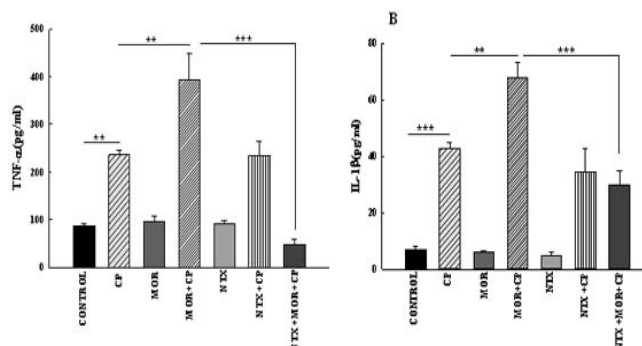 B
500
400
300
200
100
0
TNF-α(pg/ml)
**
**
***
CONTROL
CP
MOR
MOR+CP
NTX
NTX+CP
NTX+MOR+CP
80
60
40
20
0
IL-1β(pg/ml)
***
**
***
CONTROL
CP
MOR
MOR+CP
NTX
NTX+CP
NTX+MOR+CP